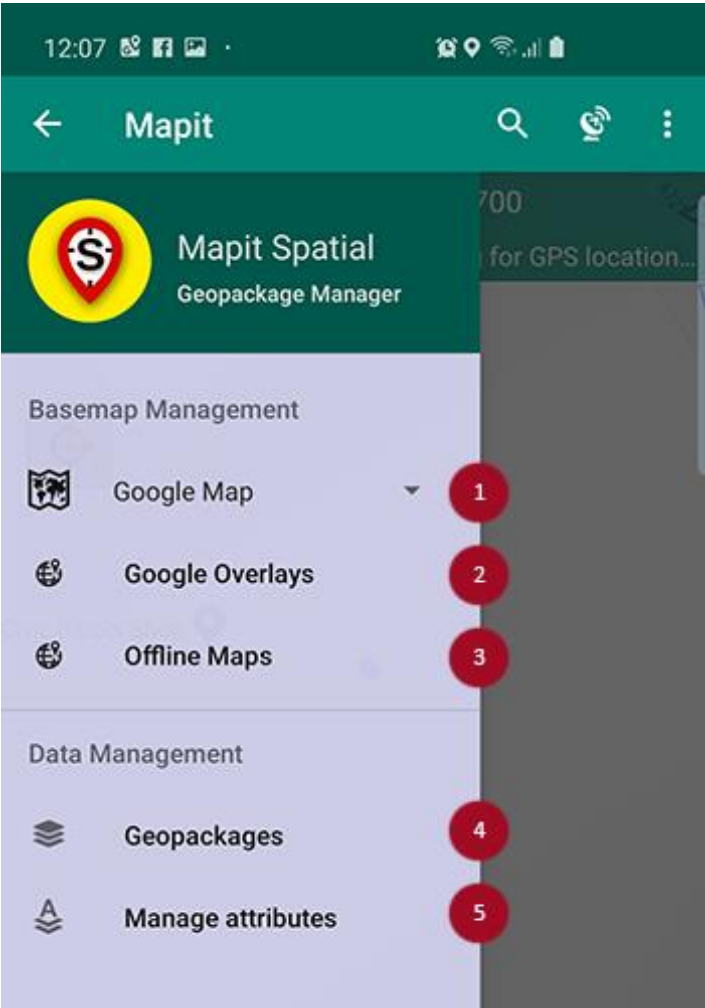 12:07
Mapit
Mapit Spatial
Geopackage Manager
S
700
for GPS location...
Basemap Management
Google Map
1
Google Overlays
2
Offline Maps
3
Data Management
Geopackages
4
Manage attributes
5
A